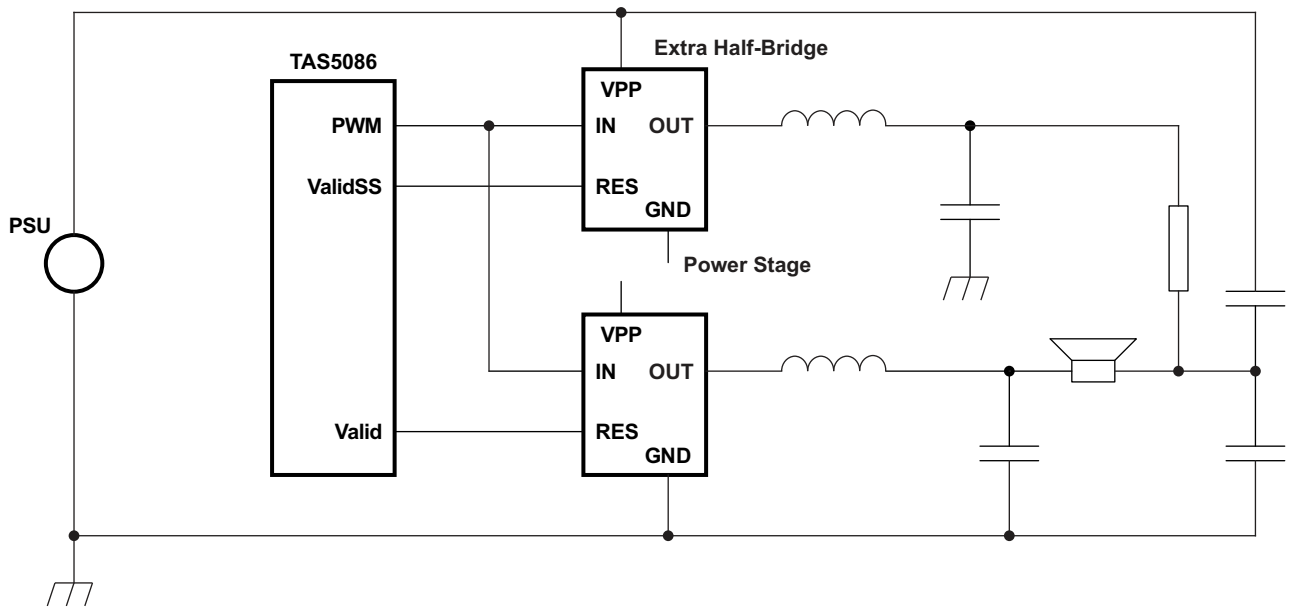 Extra Half-Bridge
TAS5086
VPP
PWM
IN
OUT
ValidSS
RES
GND
PSU
Power Stage
VPP
IN
OUT
Valid
RES
GND